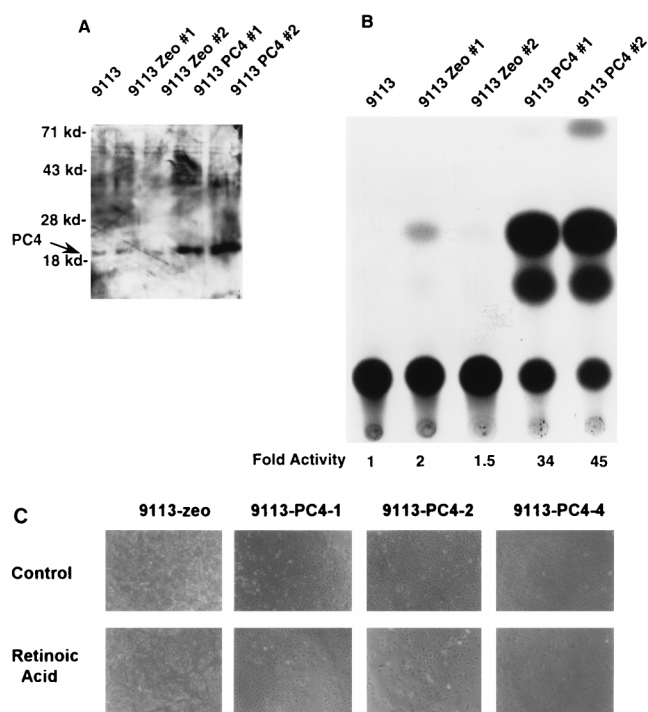 A
9113
9113 Zeo #1
9113 Zeo #2
9113 PC4 #1
9113 PC4 #2
71 kd-
43 kd-
28 kd-
PC4
18 kd-
B
9113
9113 Zeo #1
9113 Zeo #2
9113 PC4 #1
9113 PC4 #2
Fold Activity 1 2 1.5 34 45
C
9113-zeo 9113-PC4-1 9113-PC4-2 9113-PC4-4
Control
Retinoic
Acid